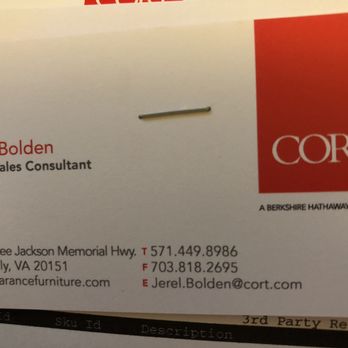 Bolden
ales Consultant
COR
A BERKSHIRE HATHAWAY
ee Jackson Memorial Hwy. T 571.449.8986
ly, VA 20151 F 703.818.2695
arancefurniture.com E Jerel.Bolden@cort.com
3rd Party Re
d Sku Id Description